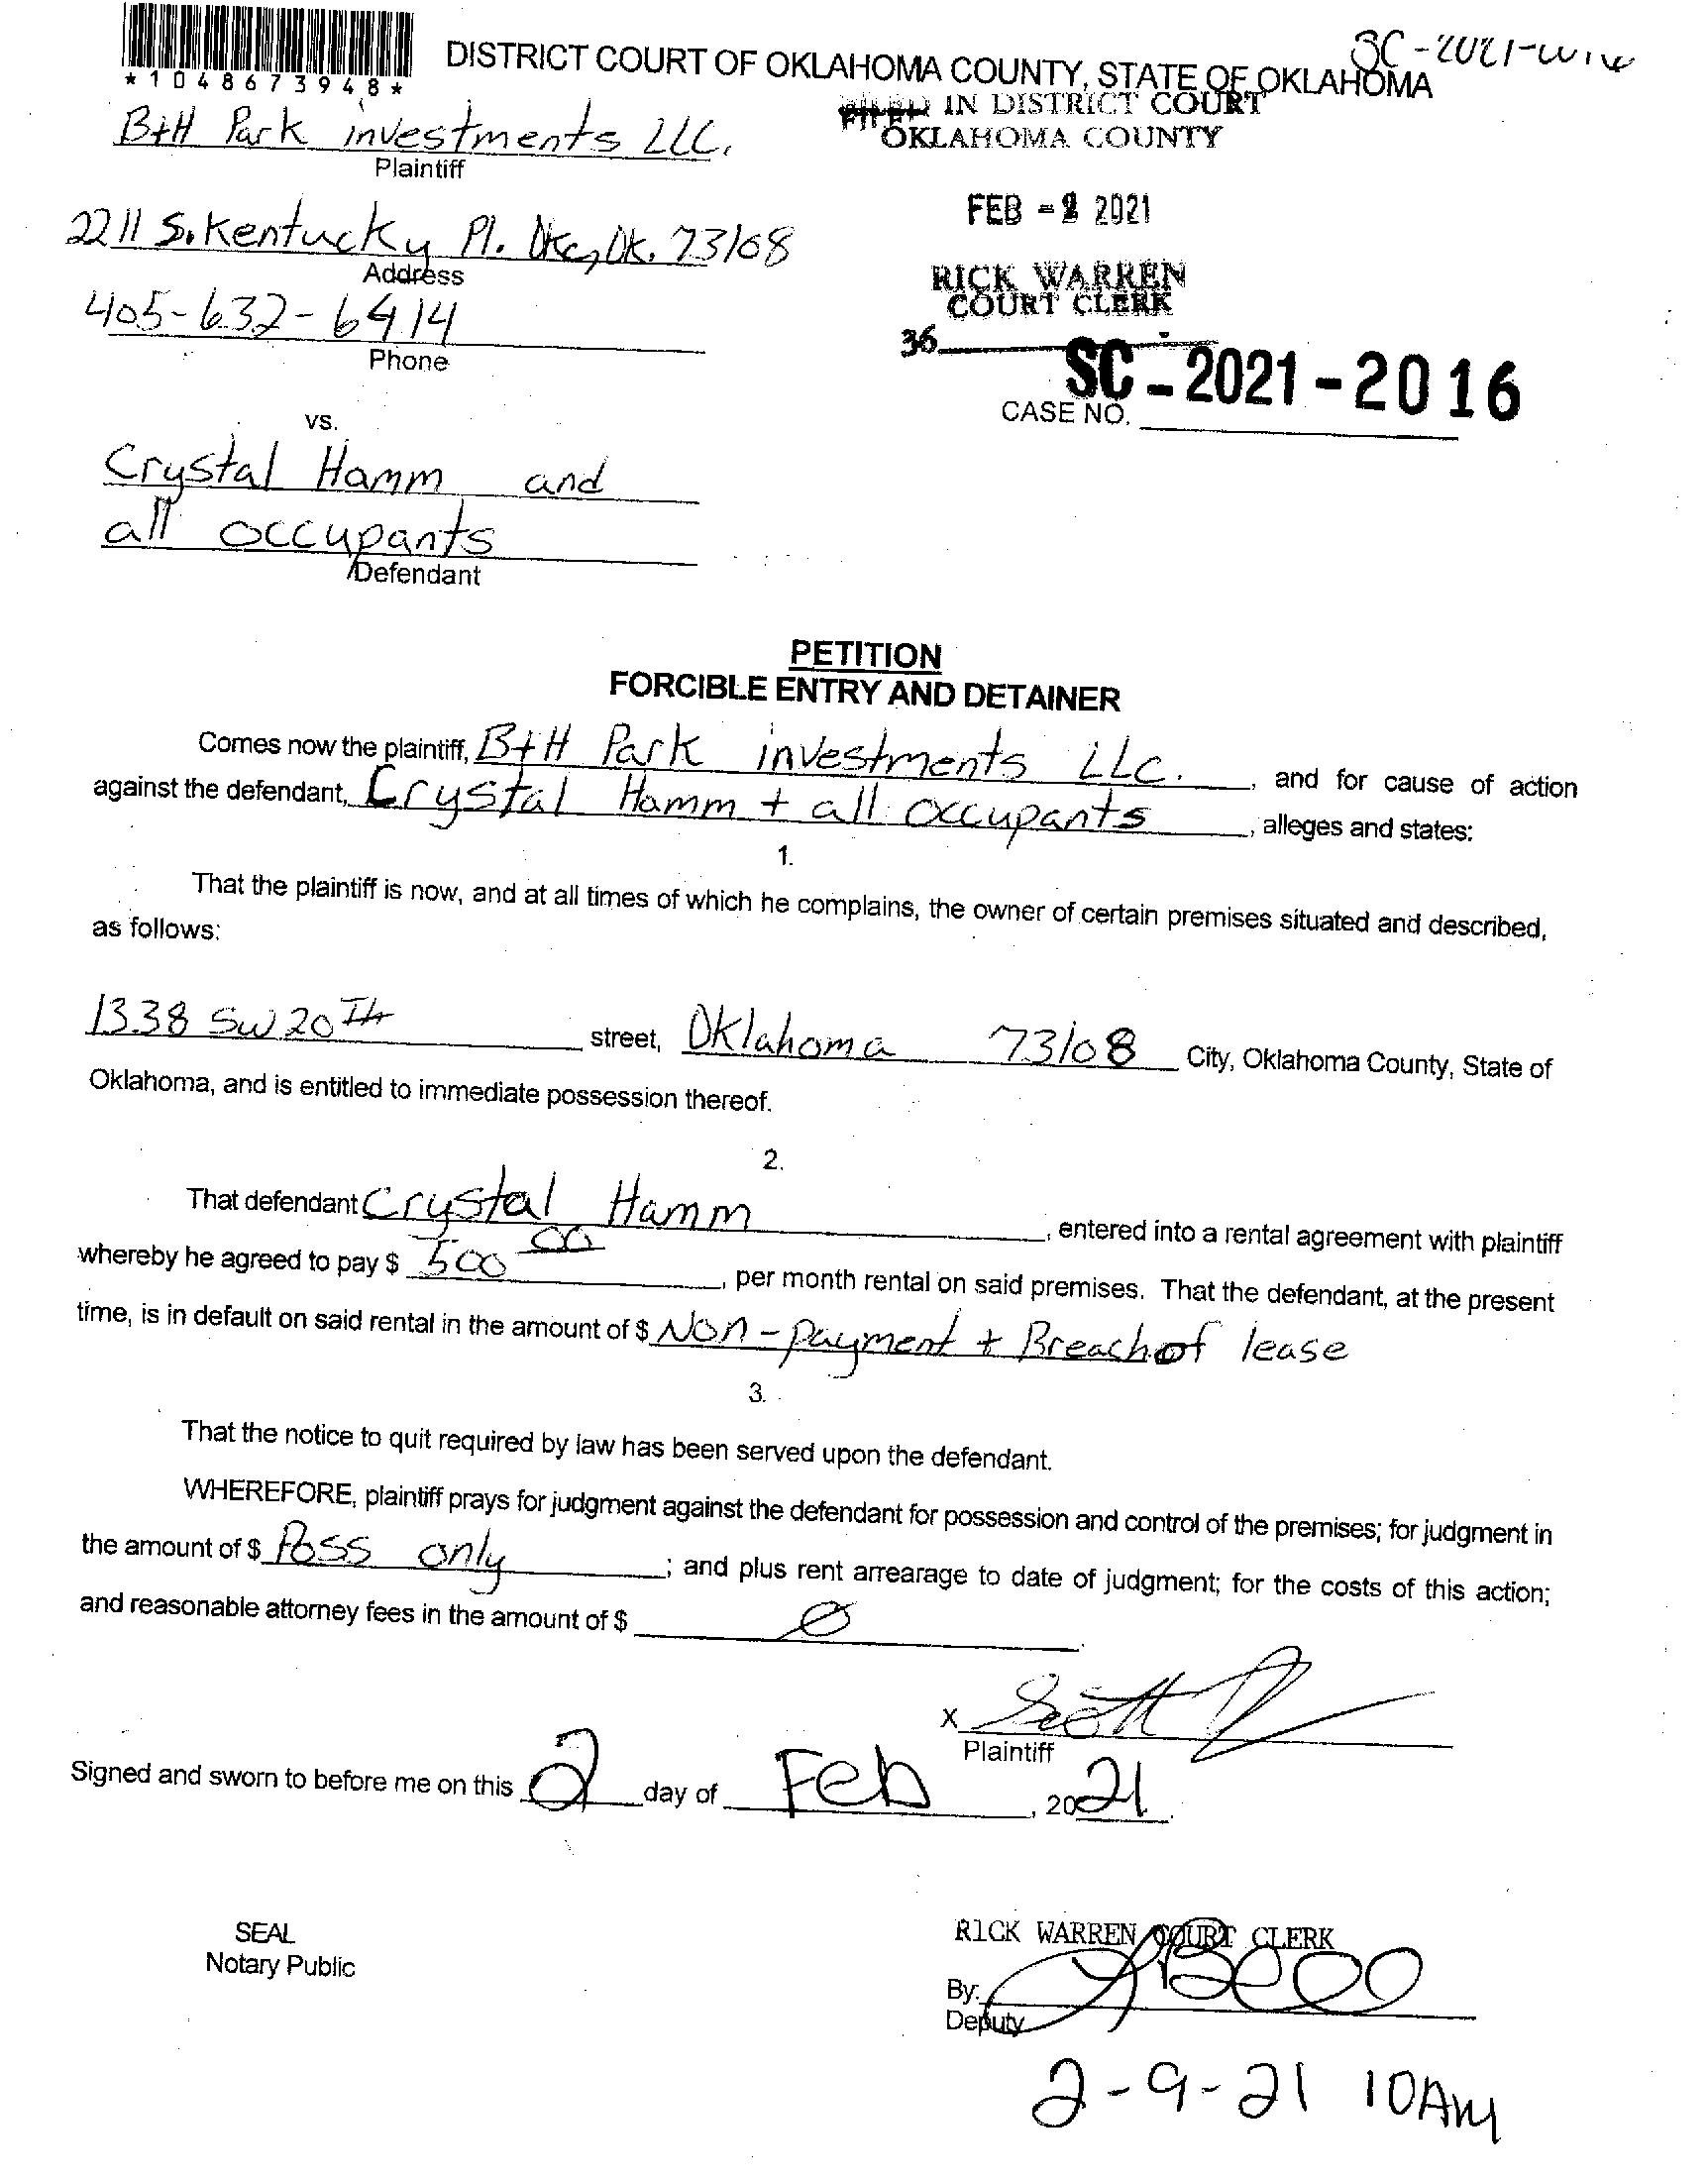 SC-2021-
*1048673948*
DISTRICT COURT OF OKLAHOMA COUNTY, STATE OF OKLAHOMA
FILED IN DISTRICT COURT
OKLAHOMA COUNTY
B+H Park investments LLC.
Plaintiff
2211 S. Kentucky Pl. Okc, Ok. 73108
Address
FEB - 2 2021
405-632-6414
Phone
RICK WARREN
COURT CLERK
36
SC - 2021 - 2016
CASE NO.
vs.
Crystal Hamm and
all occupants
Defendant
PETITION
FORCIBLE ENTRY AND DETAINER
Comes now the plaintiff, B+H Park investments LLC. , and for cause of action
against the defendant, Crystal Hamm + all occupants , alleges and states:
1.
That the plaintiff is now, and at all times of which he complains, the owner of certain premises situated and described,
as follows:
1338 SW 20Th street, Oklahoma 73108 City, Oklahoma County, State of
Oklahoma, and is entitled to immediate possession thereof.
2.
That defendant Crystal Hamm , entered into a rental agreement with plaintiff
whereby he agreed to pay $ 500 00 , per month rental on said premises. That the defendant, at the present
time, is in default on said rental in the amount of $ Non-payment + Breach of lease
3.
That the notice to quit required by law has been served upon the defendant.
WHEREFORE, plaintiff prays for judgment against the defendant for possession and control of the premises; for judgment in
the amount of $ Poss only ; and plus rent arrearage to date of judgment; for the costs of this action;
and reasonable attorney fees in the amount of $ Ø
X Scott
Plaintiff
Signed and sworn to before me on this 2 day of Feb , 2021.
SEAL
Notary Public
RICK WARREN COURT CLERK
By:
Deputy
2-9-21 10AM